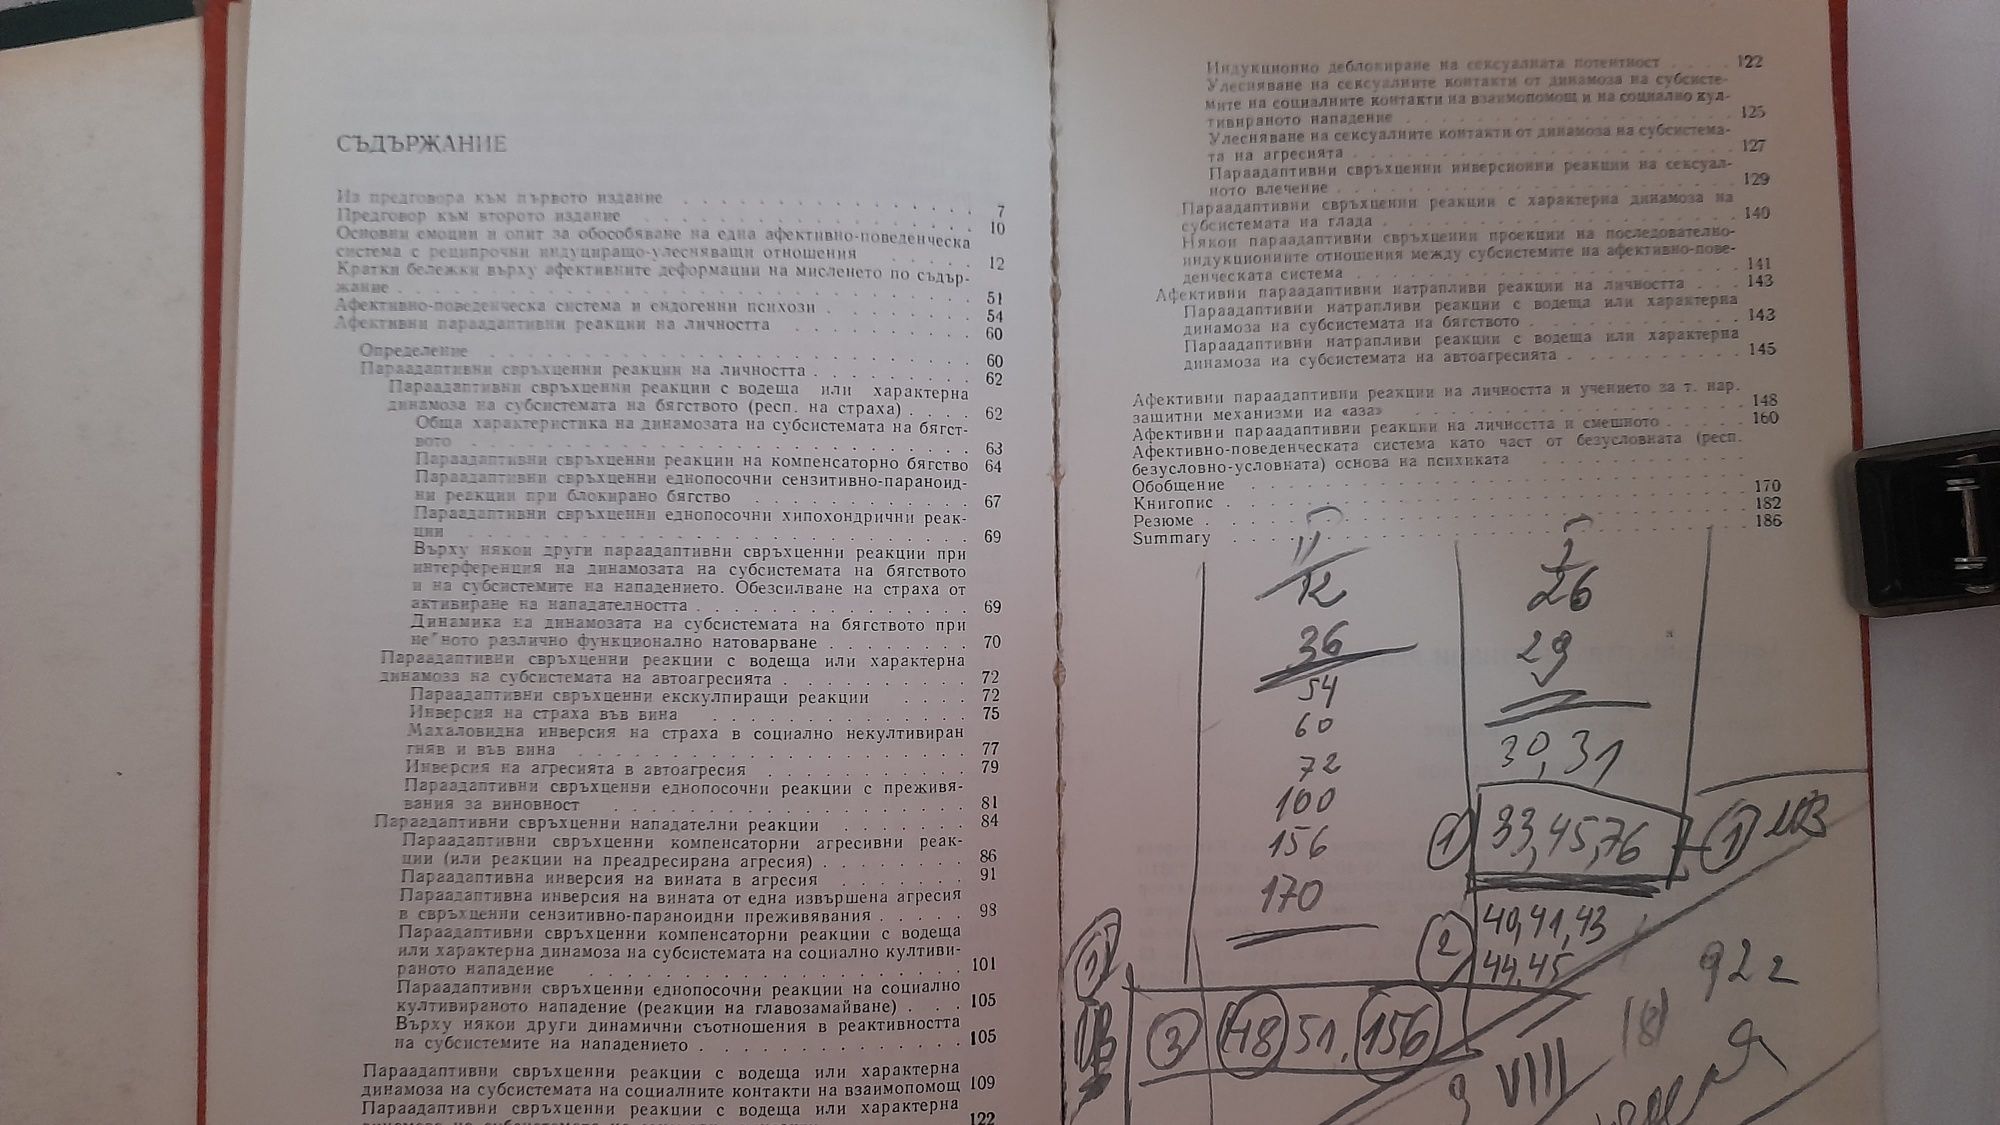 СЪДЪРЖАНИЕ
Из предговора към първото издание . . . 7
Предговор към второто издание . . . 10
Основни емоции и опит за обособяване на една афективно-поведенческа
система с реципрочни индуциращо-улесняващи отношения . . . 12
Кратки бележки върху афективните деформации на мисленето по съдър-
жание . . . 51
Афективно-поведенческа система и ендогенни психози . . . 54
Афективни параадаптивни реакции на личността . . . 60
Определение . . . 60
Параадаптивни свръхценни реакции на личността . . . 62
Параадаптивни свръхценни реакции с водеща или характерна
динамоза на субсистемата на бягството (респ. на страха) . . . 62
Обща характеристика на динамозата на субсистемата на бягст-
вото . . . 63
Параадаптивни свръхценни реакции на компенсаторно бягство 64
Параадаптивни свръхценни еднопосочни сензитивно-параноид-
ни реакции при блокирано бягство . . . 67
Параадаптивни свръхценни еднопосочни хипохондрични реак-
ции . . . 69
Върху някои други параадаптивни свръхценни реакции при
интерференция на динамозата на субсистемата на бягството
и на субсистемите на нападението. Обезсилване на страха от
активиране на нападателността . . . 69
Динамика на динамозата на субсистемата на бягството при
не ното различно функционално натоварване . . . 70
Параадаптивни свръхценни реакции с водеща или характерна
динамоза на субсистемата на автоагресията . . . 72
Параадаптивни свръхценни екскулпиращи реакции . . . 72
Инверсия на страха във вина . . . 75
Махаловидна инверсия на страха в социално некултивиран
гняв и във вина . . . 77
Инверсия на агресията в автоагресия . . . 79
Параадаптивни свръхценни еднопосочни реакции с преживя-
вания за виновност . . . 81
Параадаптивни свръхценни нападателни реакции . . . 84
Параадаптивни свръхценни компенсаторни агресивни реак-
ции (или реакции на преадресирана агресия) . . . 86
Параадаптивна инверсия на вината в агресия . . . 91
Параадаптивна инверсия на вината от една извършена агресия
в свръхценни сензитивно-параноидни преживявания . . . 98
Параадаптивни свръхценни компенсаторни реакции с водеща
или характерна динамоза на субсистемата на социално култиви-
раното нападение . . . 101
Параадаптивни свръхценни еднопосочни реакции на социално
култивираното нападение (реакции на главозамайване) . . . 105
Върху някои други динамични съотношения в реактивността
на субсистемите на нападението . . . 105
Параадаптивни свръхценни реакции с водеща или характерна
динамоза на субсистемата на социалните контакти на взаимопомощ 109
Параадаптивни свръхценни реакции с водеща или характерна
122
Индукционно деблокиране на сексуалната потентност . . . 122
Улесняване на сексуалните контакти от динамоза на субсисте-
мите на социалните контакти на взаимопомощ и на социално кул-
тивираното нападение . . . 125
Улесняване на сексуалните контакти от динамоза на субсистема-
та на агресията . . . 127
Параадаптивни свръхценни инверсионни реакции на сексуал-
ното влечение . . . 129
Параадаптивни свръхценни реакции с характерна динамоза на
субсистемата на глада . . . 140
Някои параадаптивни свръхценни проекции на последователно-
индукционните отношения между субсистемите на афективно-пове-
денческата система . . . 141
Афективни параадаптивни натрапливи реакции на личността . . . 143
Параадаптивни натрапливи реакции с водеща или характерна
динамоза на субсистемата на бягството . . . 143
Параадаптивни натрапливи реакции с водеща или характерна
динамоза на субсистемата на автоагресията . . . 145
Афективни параадаптивни реакции на личността и учението за т. нар.
защитни механизми на «аза» . . . 148
Афективни параадаптивни реакции на личността и смешното . . . 160
Афективно-поведенческата система като част от безусловната (респ.
безусловно-условната) основа на психиката . . .
Обобщение . . . 170
Книгопис . . . 182
Резюме . . . 186
Summary . . .
12
36
54
60
72
100
156
170
26
29
30,31
1 33,45,76 1
2 40,41,43
44,45
1
3 48 51, 156
92 г
18
9 VIII